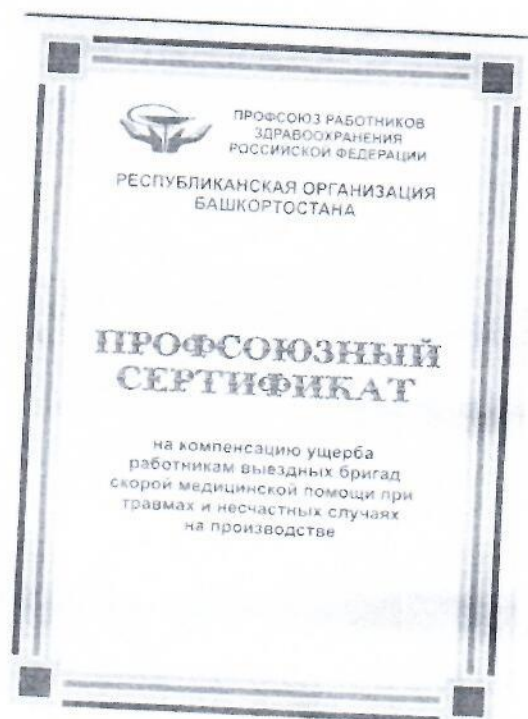 ПРОФСОЮЗ РАБОТНИКОВ
ЗДРАВООХРАНЕНИЯ
РОССИЙСКОЙ ФЕДЕРАЦИИ
РЕСПУБЛИКАНСКАЯ ОРГАНИЗАЦИЯ
БАШКОРТОСТАНА
ПРОФСОЮЗНЫЙ
СЕРТИФИКАТ
на компенсацию ущерба
работникам выездных бригад
скорой медицинской помощи при
травмах и несчастных случаях
на производстве